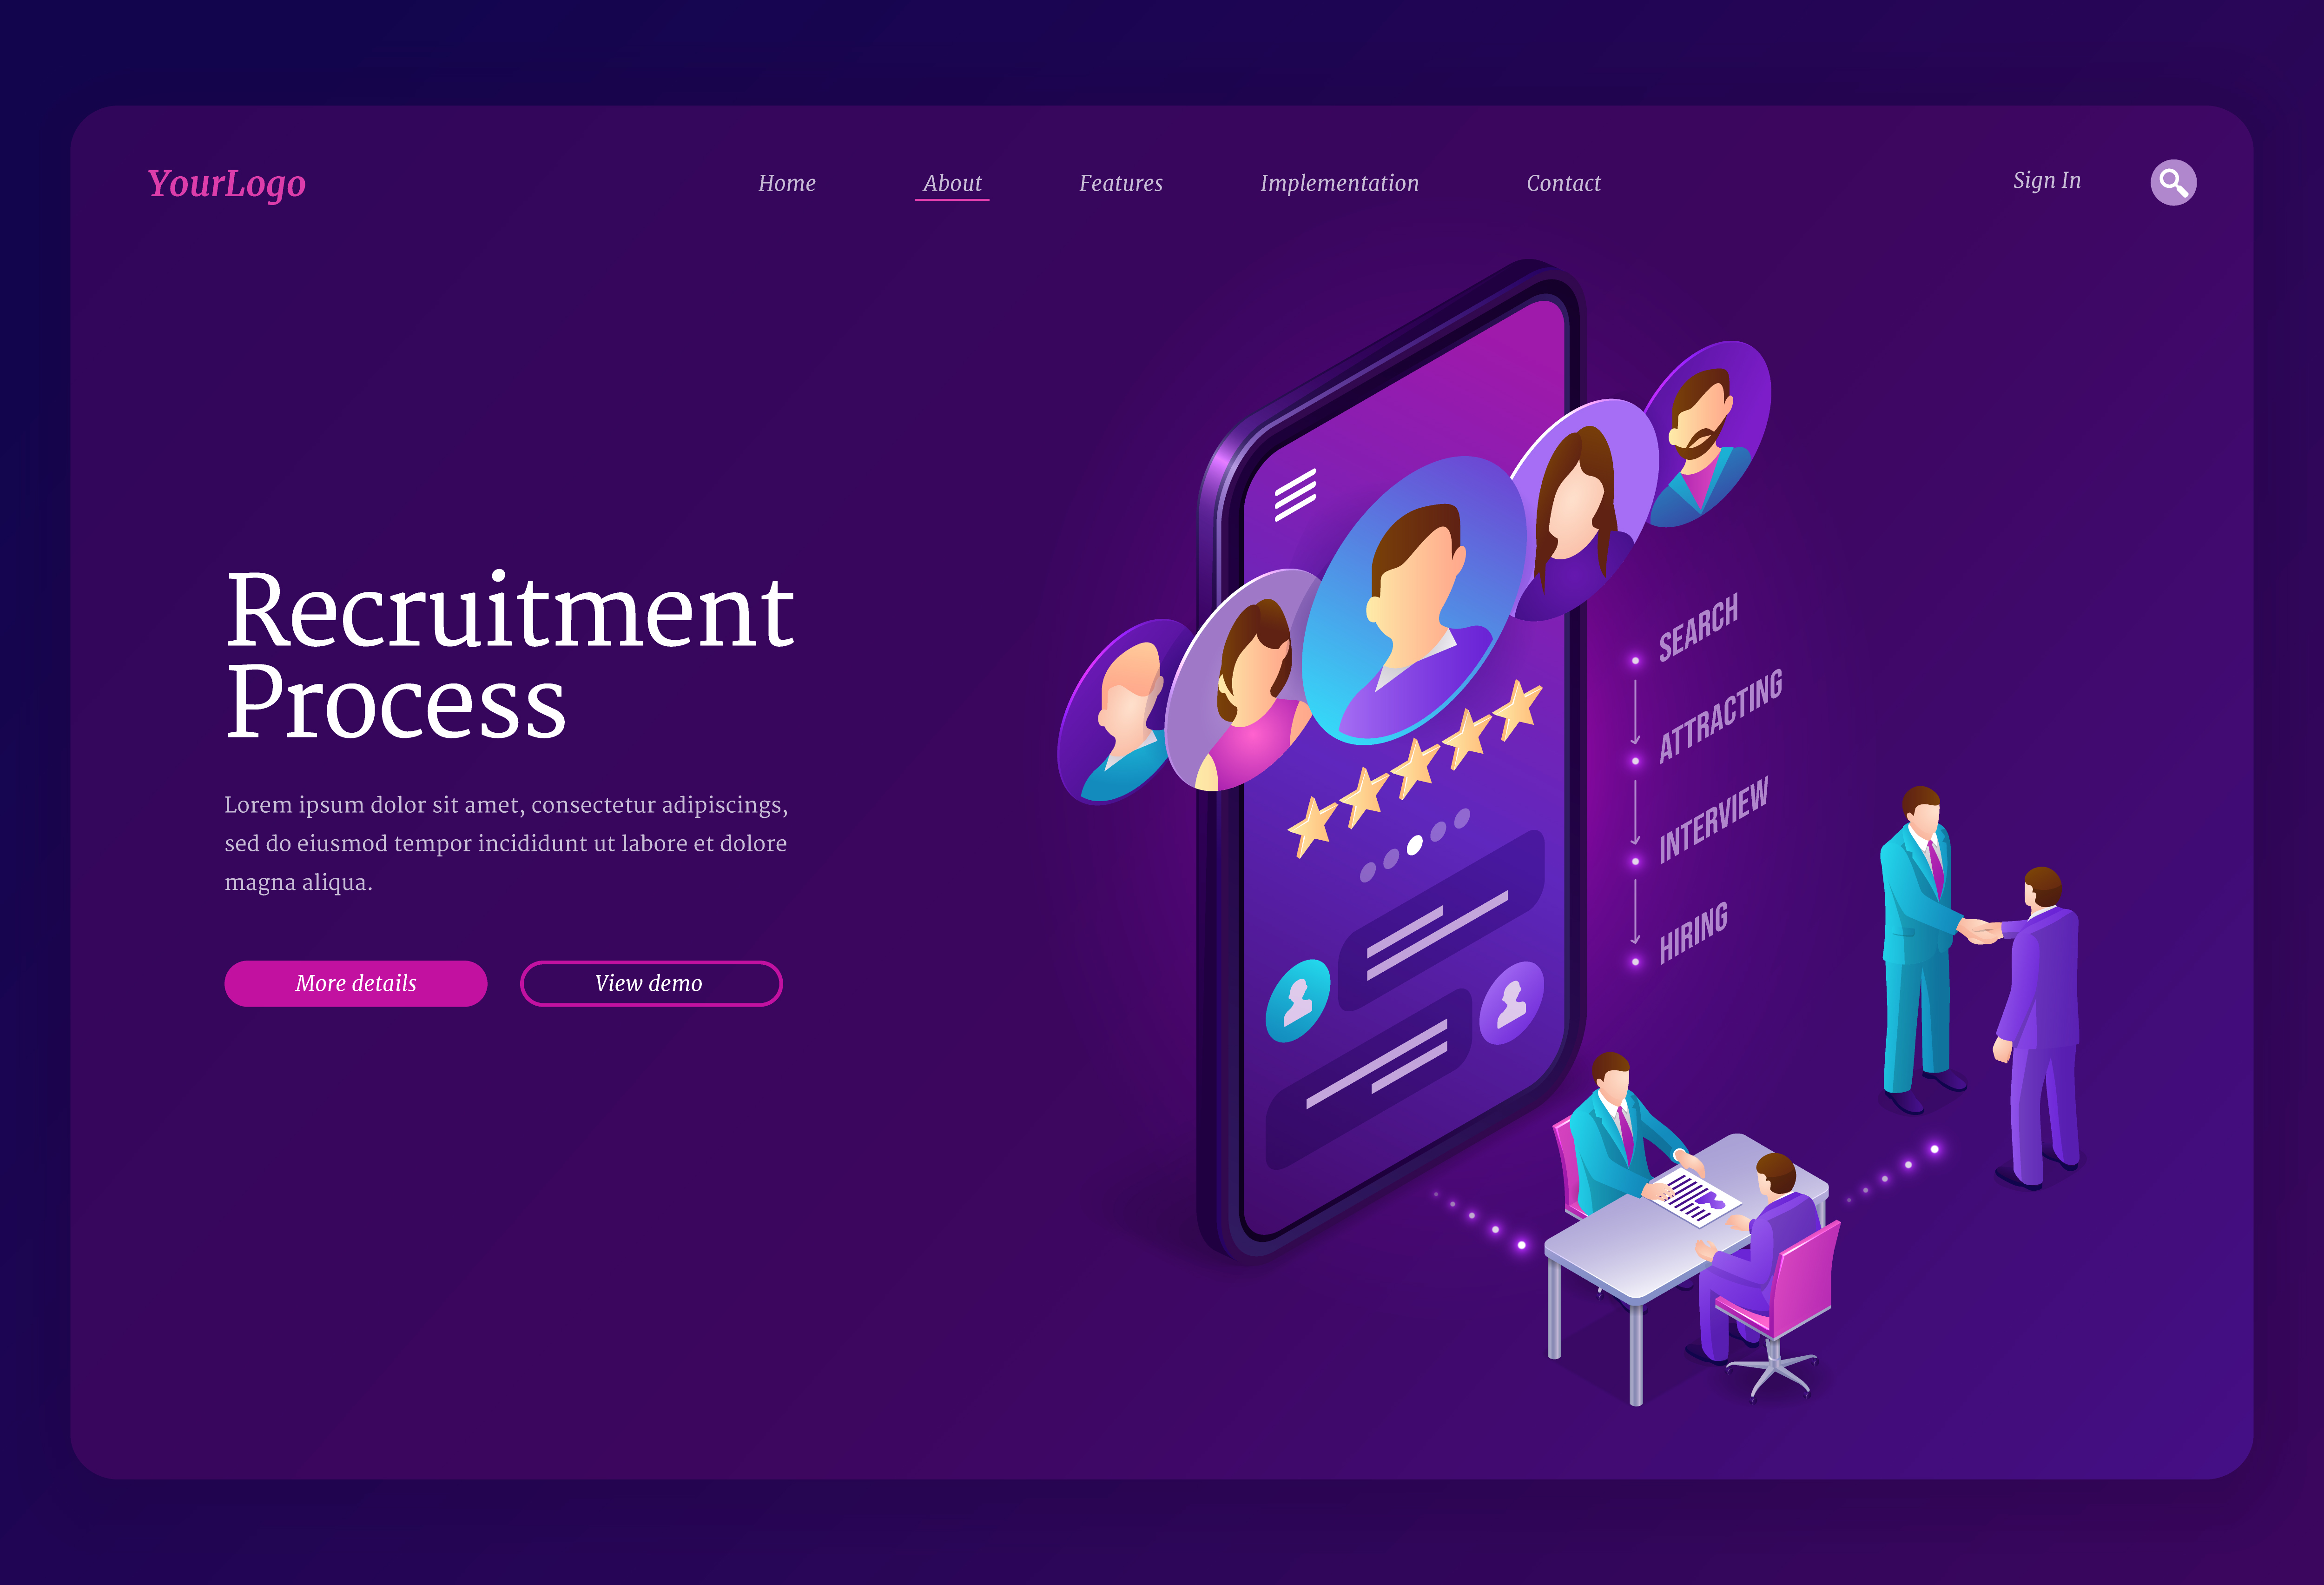 YourLogo
Home
About
Features
Implementation
Contact
Sign In
Recruitment
Process
Lorem ipsum dolor sit amet, consectetur adipiscings,
sed do eiusmod tempor incididunt ut labore et dolore
magna aliqua.
More details
View demo
SEARCH
ATTRACTING
INTERVIEW
HIRING